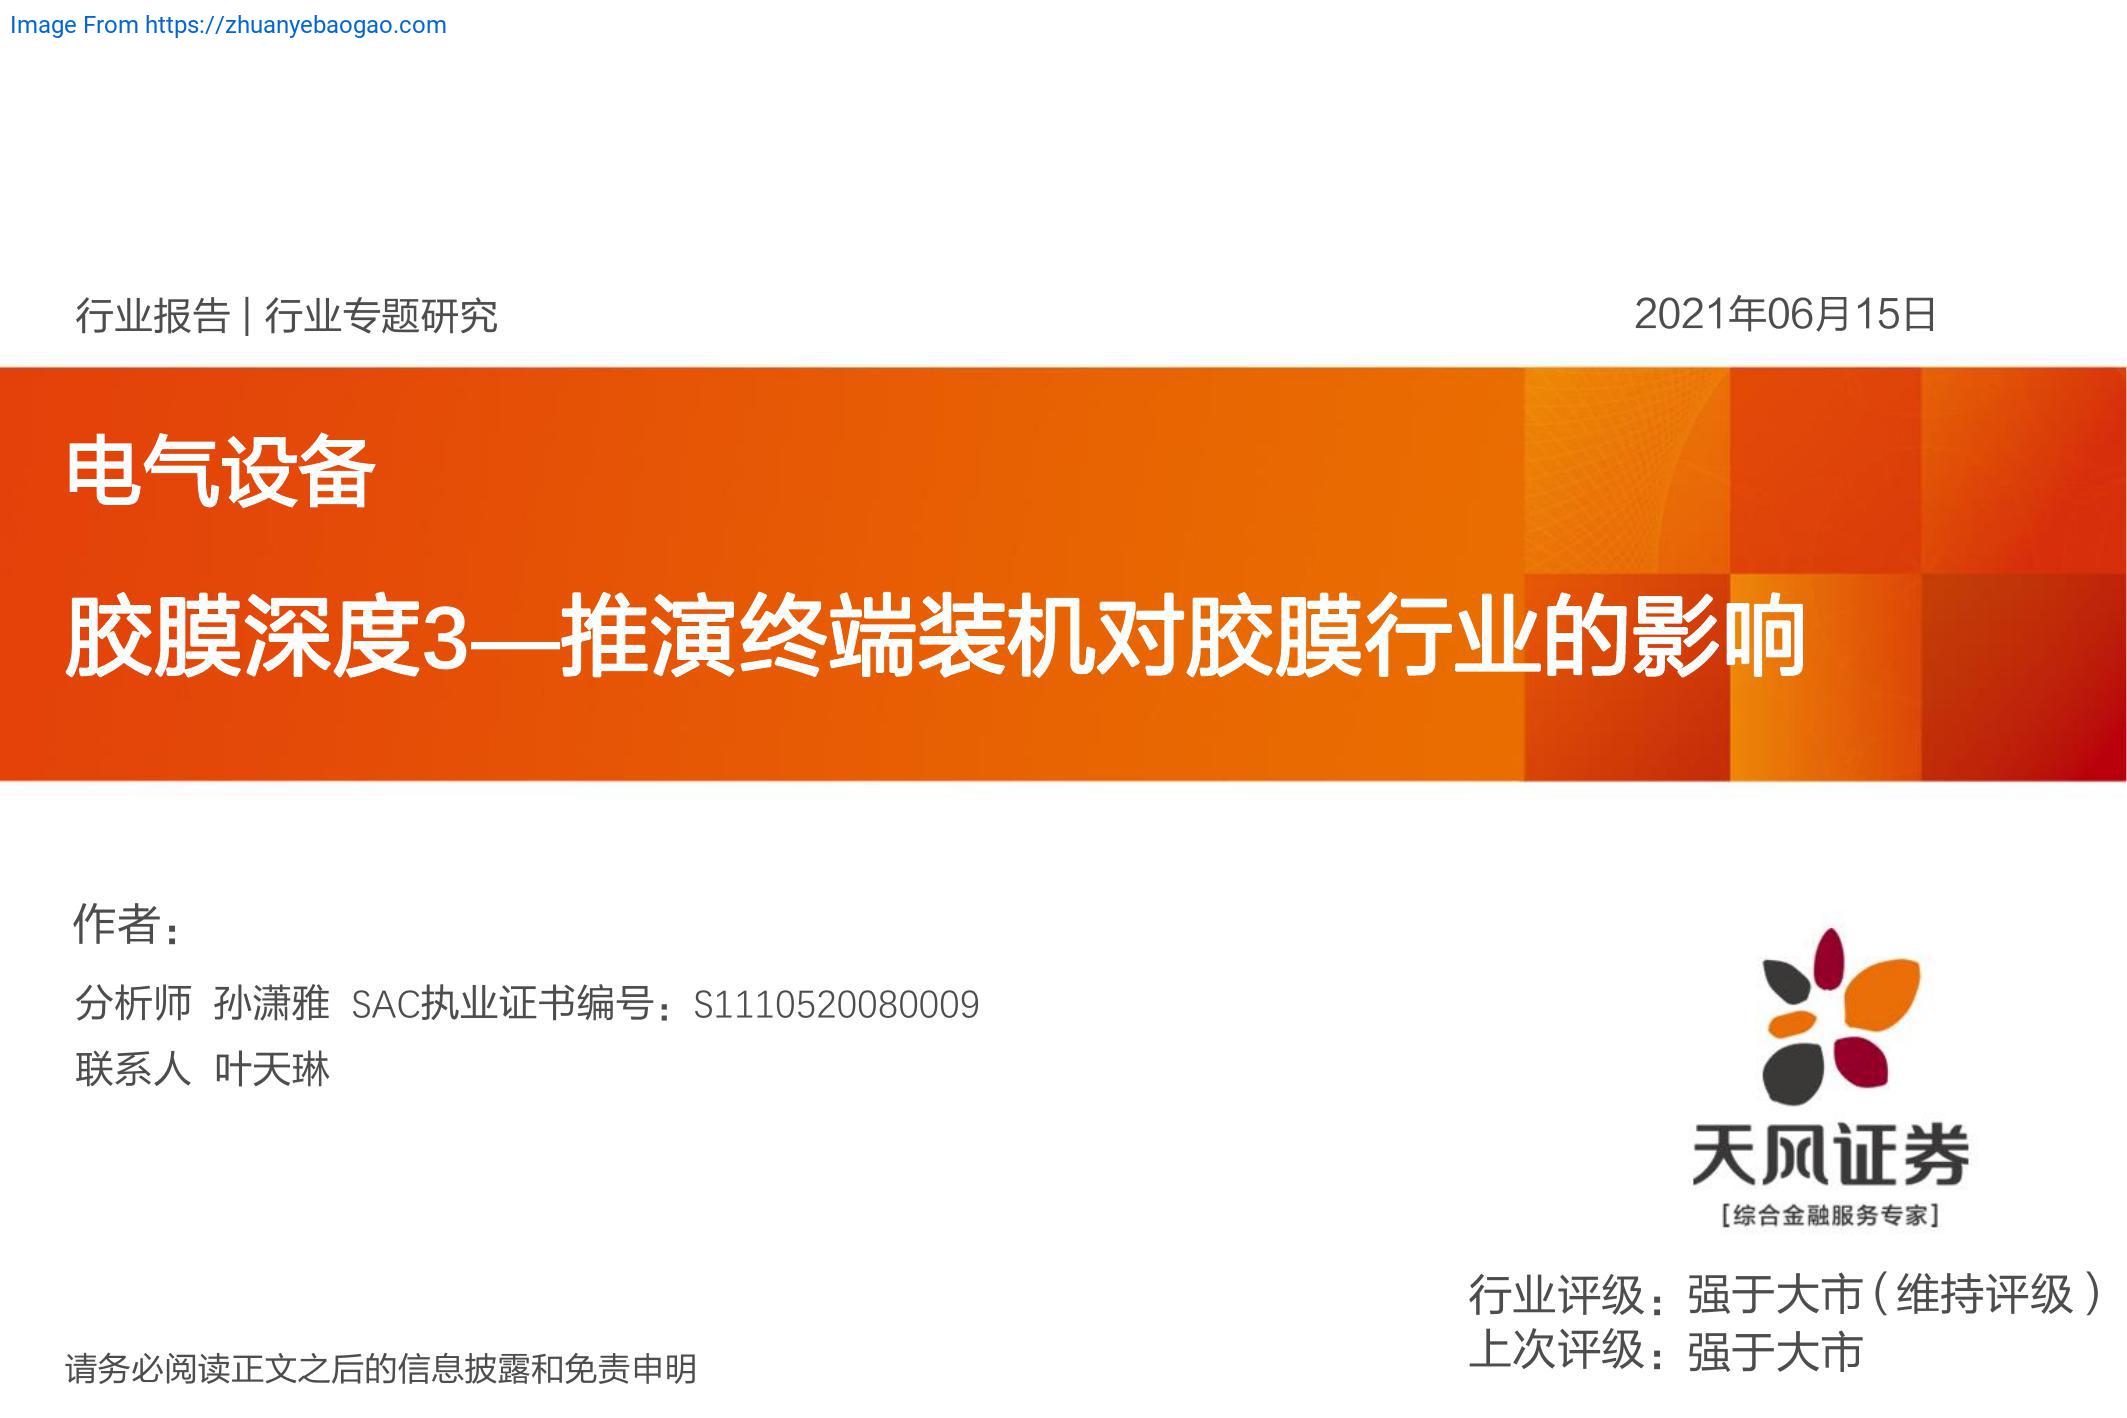 Image From https://zhuanyebaogao.com
行业报告 | 行业专题研究
2021年06月15日
电气设备
胶膜深度3—推演终端装机对胶膜行业的影响
作者：
分析师 孙潇雅 SAC执业证书编号：S1110520080009
联系人 叶天琳
天风证券
[综合金融服务专家]
行业评级：强于大市（维持评级）
上次评级：强于大市
请务必阅读正文之后的信息披露和免责申明